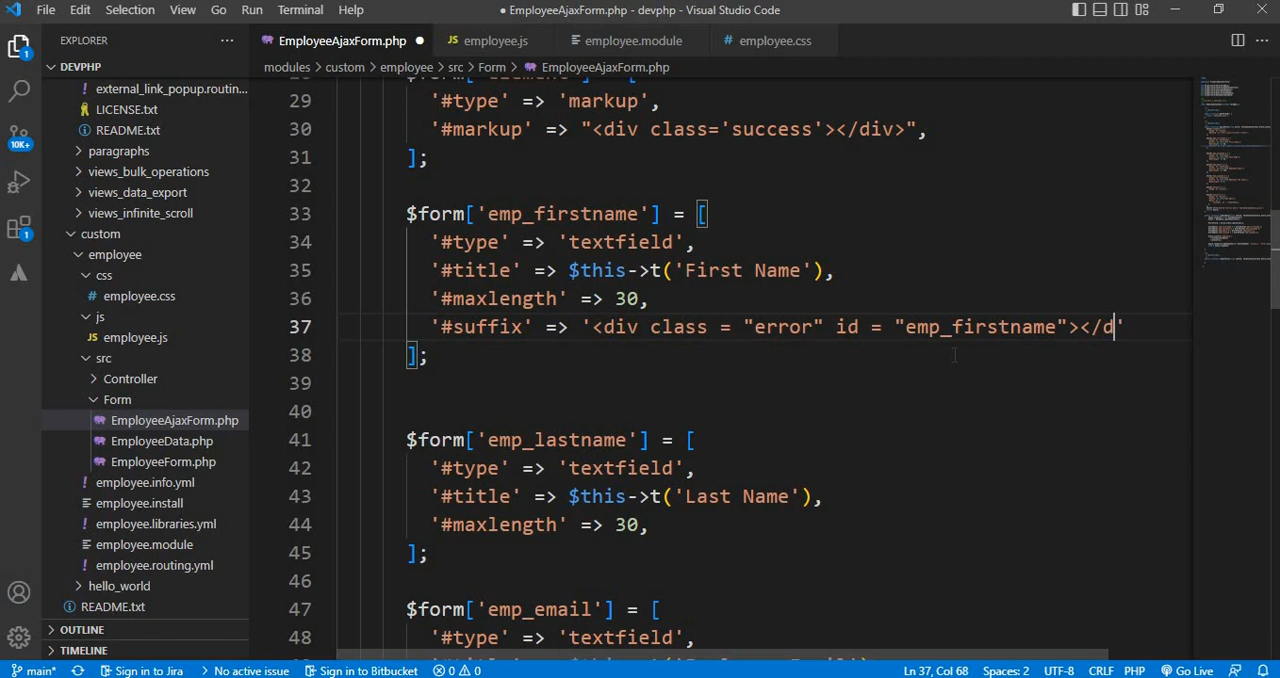 File Edit Selection View Go Run Terminal Help
● EmployeeAjaxForm.php - devphp - Visual Studio Code
EXPLORER
DEVPHP
external_link_popup.routin...
LICENSE.txt
README.txt
paragraphs
views_bulk_operations
views_data_export
views_infinite_scroll
custom
employee
css
employee.css
js
employee.js
src
Controller
Form
EmployeeAjaxForm.php
EmployeeData.php
EmployeeForm.php
employee.info.yml
employee.install
employee.libraries.yml
employee.module
employee.routing.yml
hello_world
README.txt
OUTLINE
TIMELINE
1
10K+
1
EmployeeAjaxForm.php ● employee.js employee.module employee.css
modules > custom > employee > src > Form > EmployeeAjaxForm.php
29 '#type' => 'markup',
30 '#markup' => "<div class='success'></div>",
31 ];
32
33 $form['emp_firstname'] = [
34 '#type' => 'textfield',
35 '#title' => $this->t('First Name'),
36 '#maxlength' => 30,
37 '#suffix' => '<div class = "error" id = "emp_firstname"></d'
38 ];
39
40
41 $form['emp_lastname'] = [
42 '#type' => 'textfield',
43 '#title' => $this->t('Last Name'),
44 '#maxlength' => 30,
45 ];
46
47 $form['emp_email'] = [
48 '#type' => 'textfield',
main* Sign in to Jira No active issue Sign in to Bitbucket 0 0 Ln 37, Col 68 Spaces: 2 UTF-8 CRLF PHP Go Live